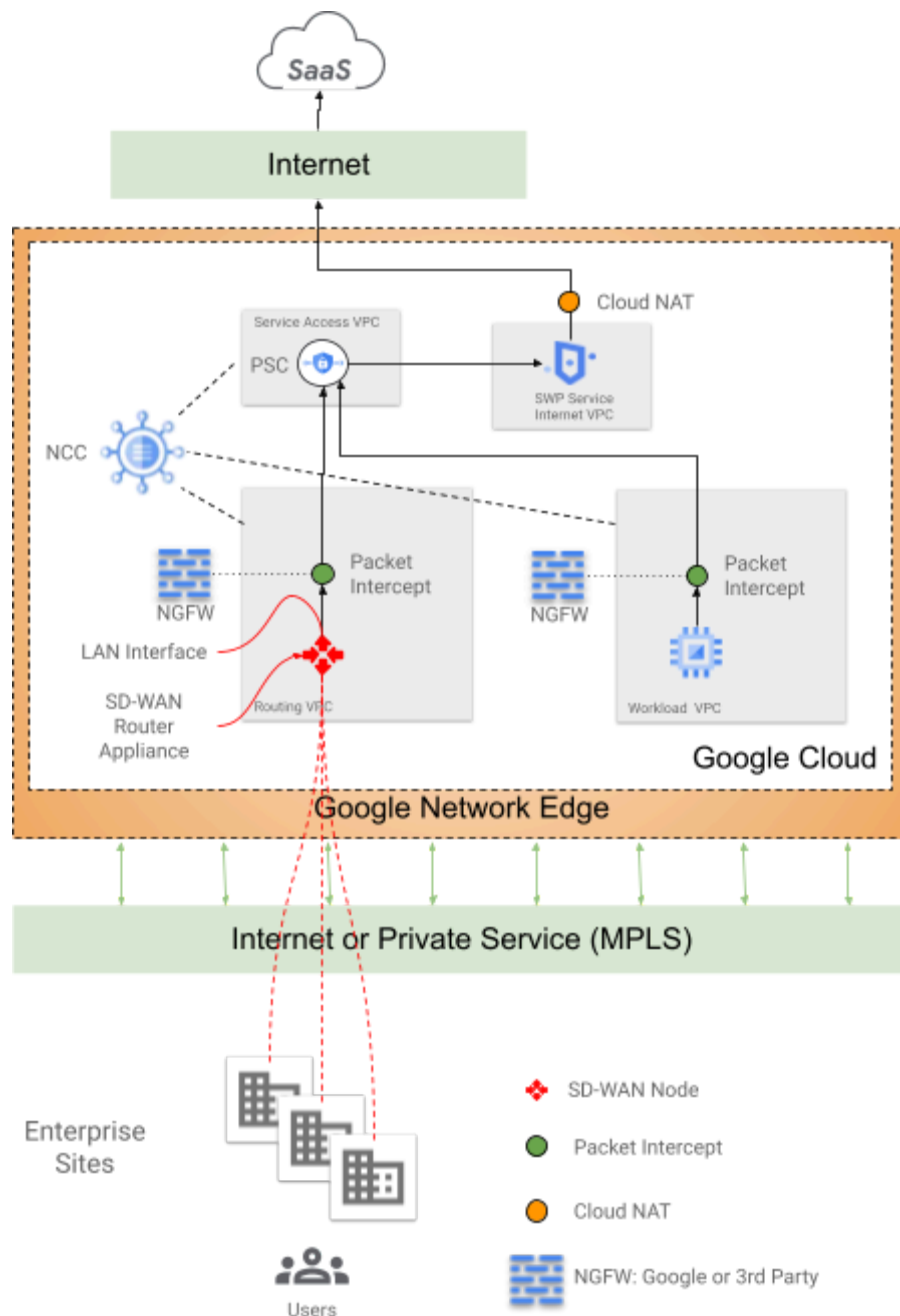 SaaS
Internet
Cloud NAT
Service Access VPC
PSC
SWP Service
Internet VPC
NCC
Packet
Intercept
NGFW
Packet
Intercept
NGFW
LAN Interface
SD-WAN
Router
Appliance
Routing VPC
Workload VPC
Google Cloud
Google Network Edge
Internet or Private Service (MPLS)
Enterprise
Sites
Users
SD-WAN Node
Packet Intercept
Cloud NAT
NGFW: Google or 3rd Party